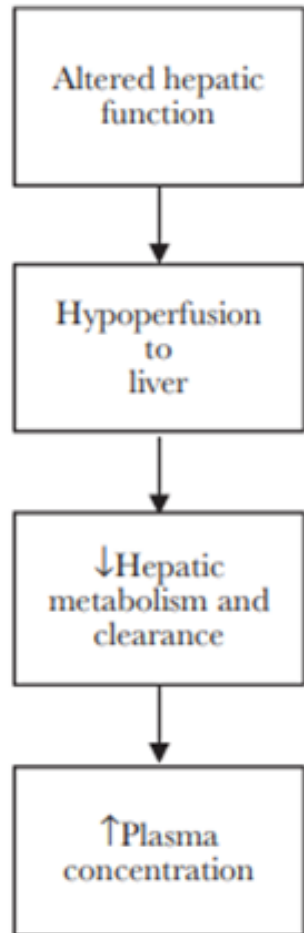 Altered hepatic
function
Hypoperfusion
to
liver
↓Hepatic
metabolism and
clearance
↑Plasma
concentration